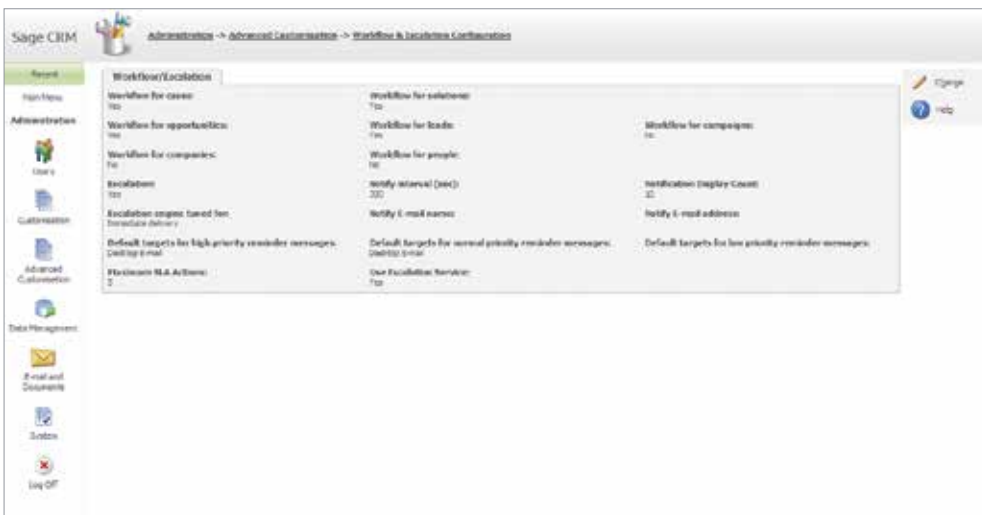 Sage CRM
Administration -> Advanced Customisation -> Workflow & Escalation Configuration
Recent
Main Menu
Administration
Users
Customisation
Advanced Customisation
Data Management
E-mail and Documents
System
Log Off
Workflow/Escalation
Workflow for cases: Workflow for solutions:
Yes Yes
Workflow for opportunities: Workflow for leads: Workflow for campaigns:
Yes Yes No
Workflow for companies: Workflow for people:
No No
Escalation: Notify interval (sec): Notification Display Count:
Yes 10
Escalation engine tuned for: Notify E-mail name: Notify E-mail address:
Immediate delivery
Default targets for high priority reminder messages: Default targets for normal priority reminder messages: Default targets for low priority reminder messages:
Desktop E-mail Desktop E-mail
Maximum SLA Actions: Use Escalation Service:
Yes
Change
Help